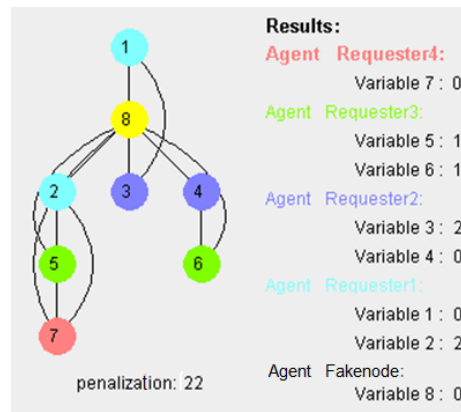 1
8
2
3
4
5
6
7
penalization: 22
Results:
Agent Requester4:
Variable 7 : 0
Agent Requester3:
Variable 5 : 1
Variable 6 : 1
Agent Requester2:
Variable 3 : 2
Variable 4 : 0
Agent Requester1:
Variable 1 : 0
Variable 2 : 2
Agent Fakenode:
Variable 8 : 0